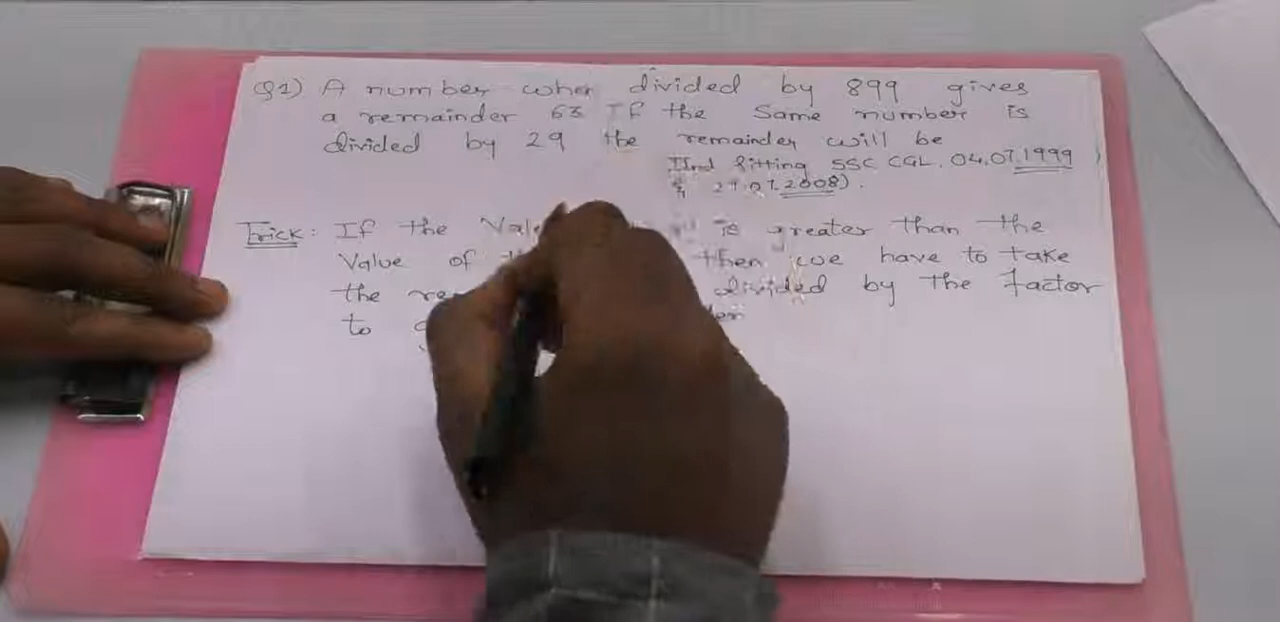 Q1) A number when divided by 899 gives
a remainder 63 If the Same number is
divided by 29 the remainder will be
IInd Sitting SSC CGL. 04.07.1999
& 27.07.2008).
Trick: If the is greater than the
Value of then we have to take
the divided by the factor
to